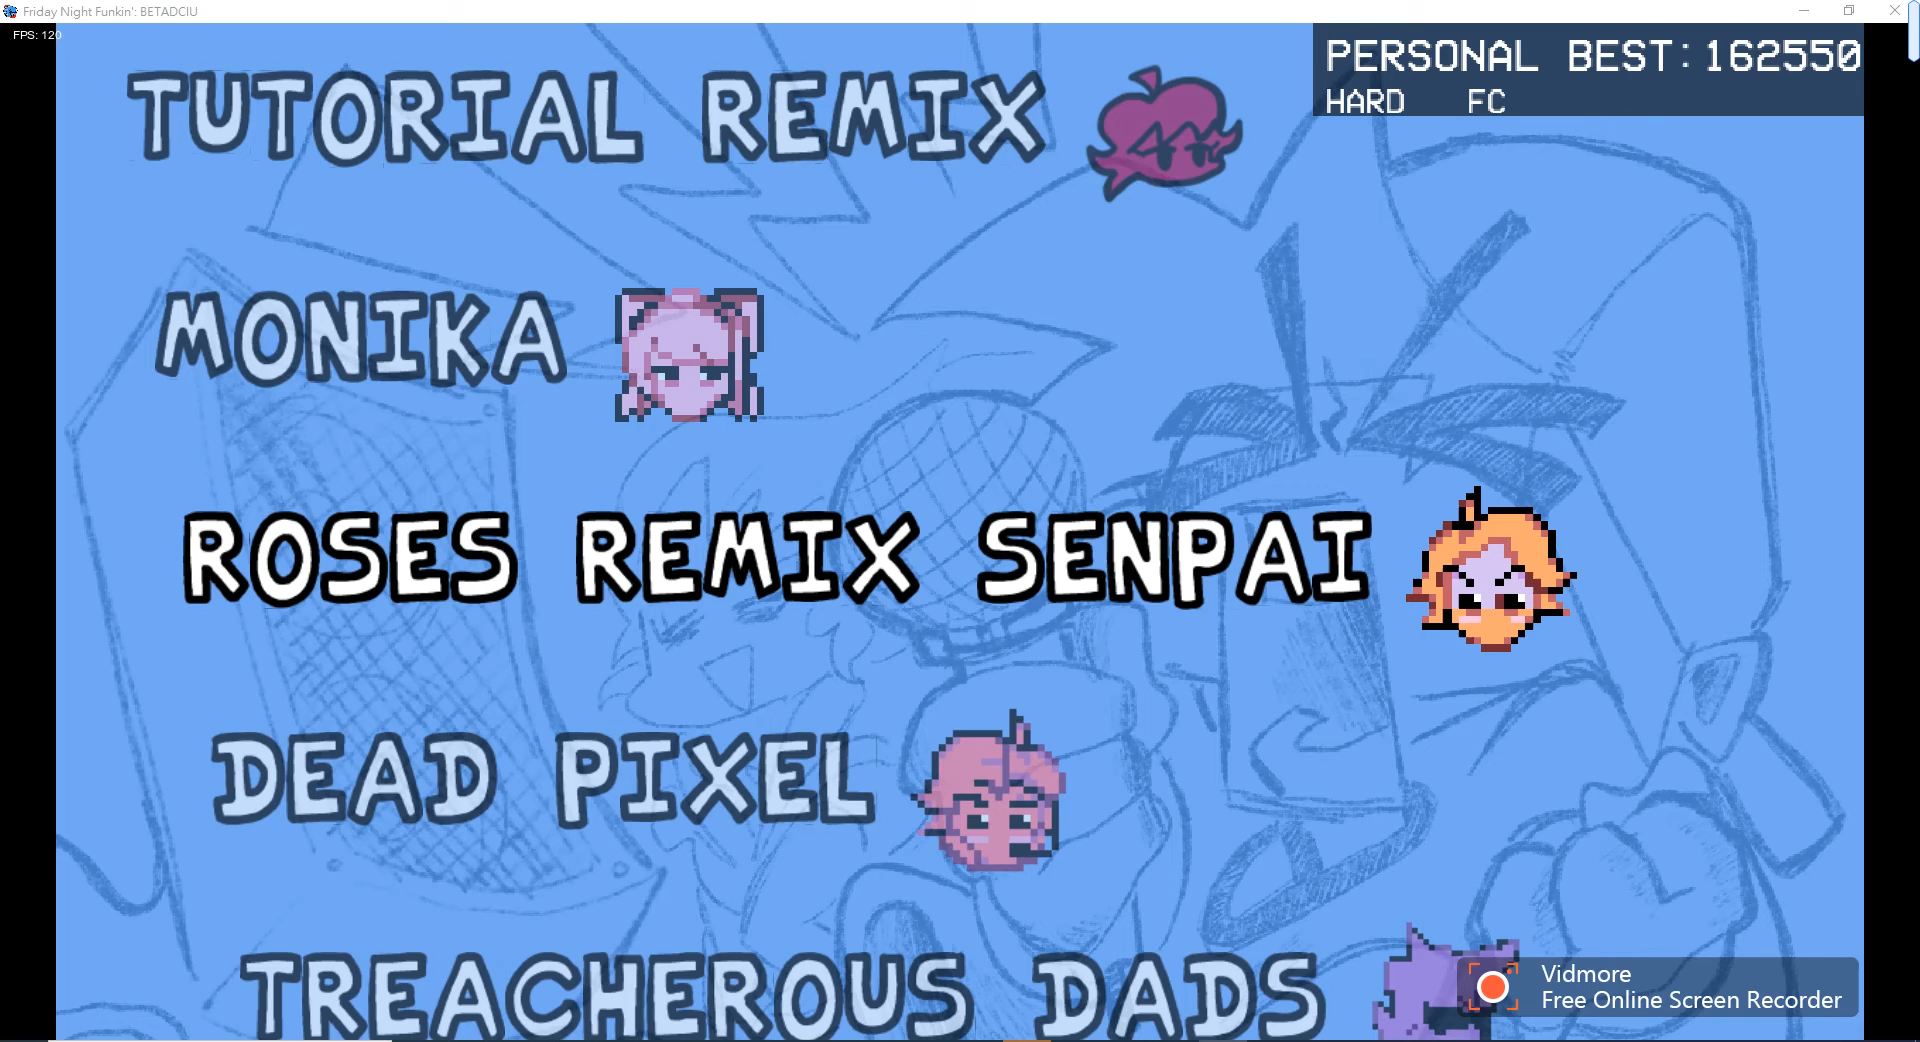 Friday Night Funkin': BETADCIU
FPS: 120
PERSONAL BEST:162550
HARD FC
TUTORIAL REMIX
MONIKA
ROSES REMIX SENPAI
DEAD PIXEL
TREACHEROUS DADS
Vidmore
Free Online Screen Recorder